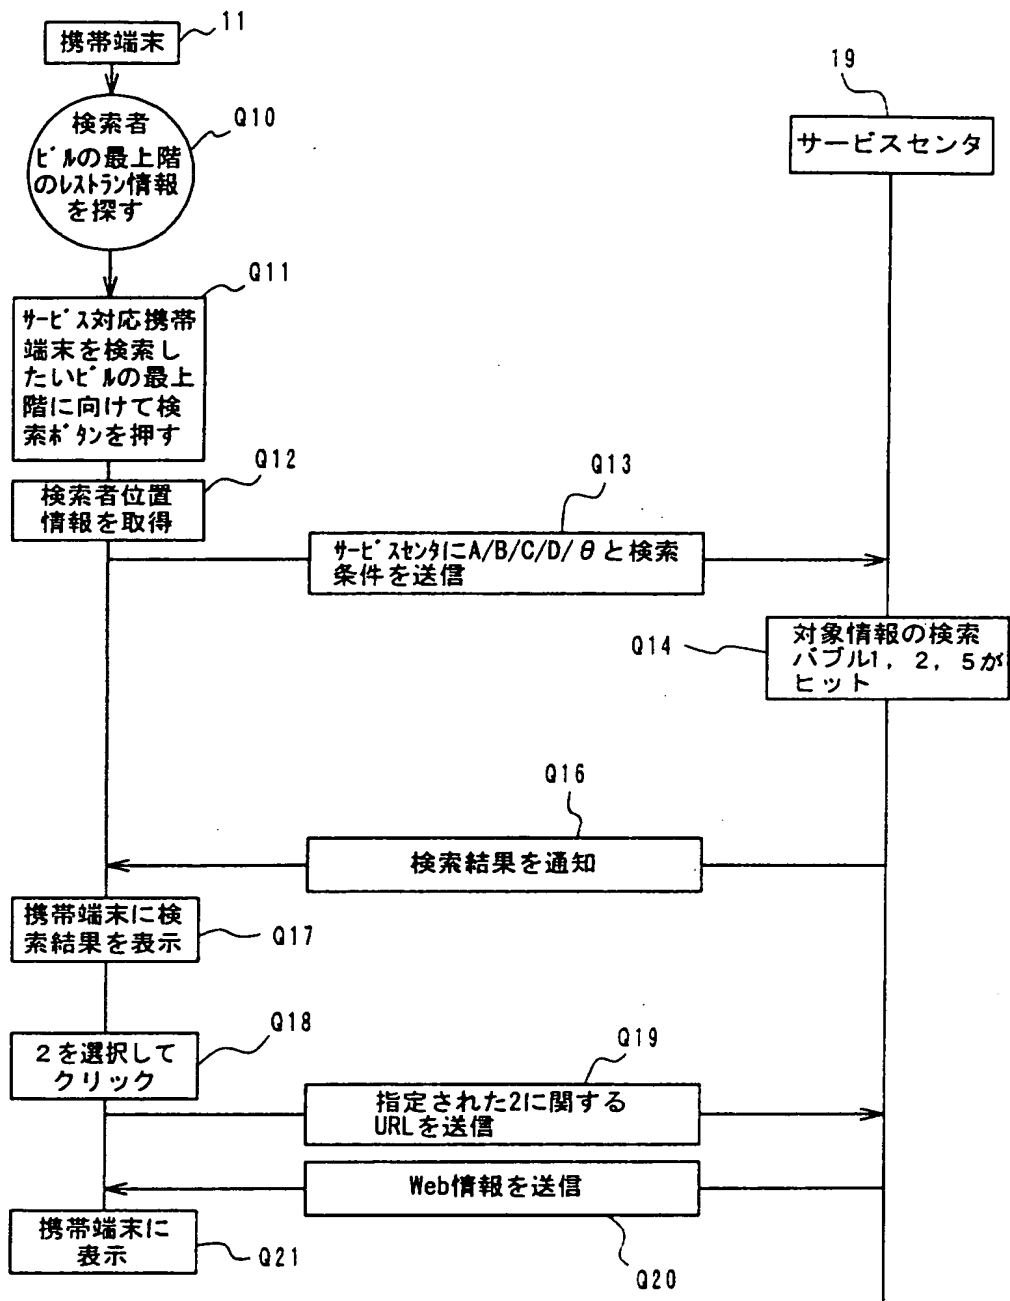 11
携帯端末
19
サービスセンタ
Q10
検索者
ビルの最上階
のレストラン情報
を探す
Q11
サービス対応携帯
端末を検索し
たいビルの最上
階に向けて検
索ボタンを押す
Q12
検索者位置
情報を取得
Q13
サービスセンタにA/B/C/D/θと検索
条件を送信
Q14
対象情報の検索
バブル1，2，5が
ヒット
Q16
検索結果を通知
携帯端末に検
索結果を表示
Q17
Q18
2を選択して
クリック
Q19
指定された2に関する
URLを送信
Web情報を送信
Q20
携帯端末に
表示
Q21